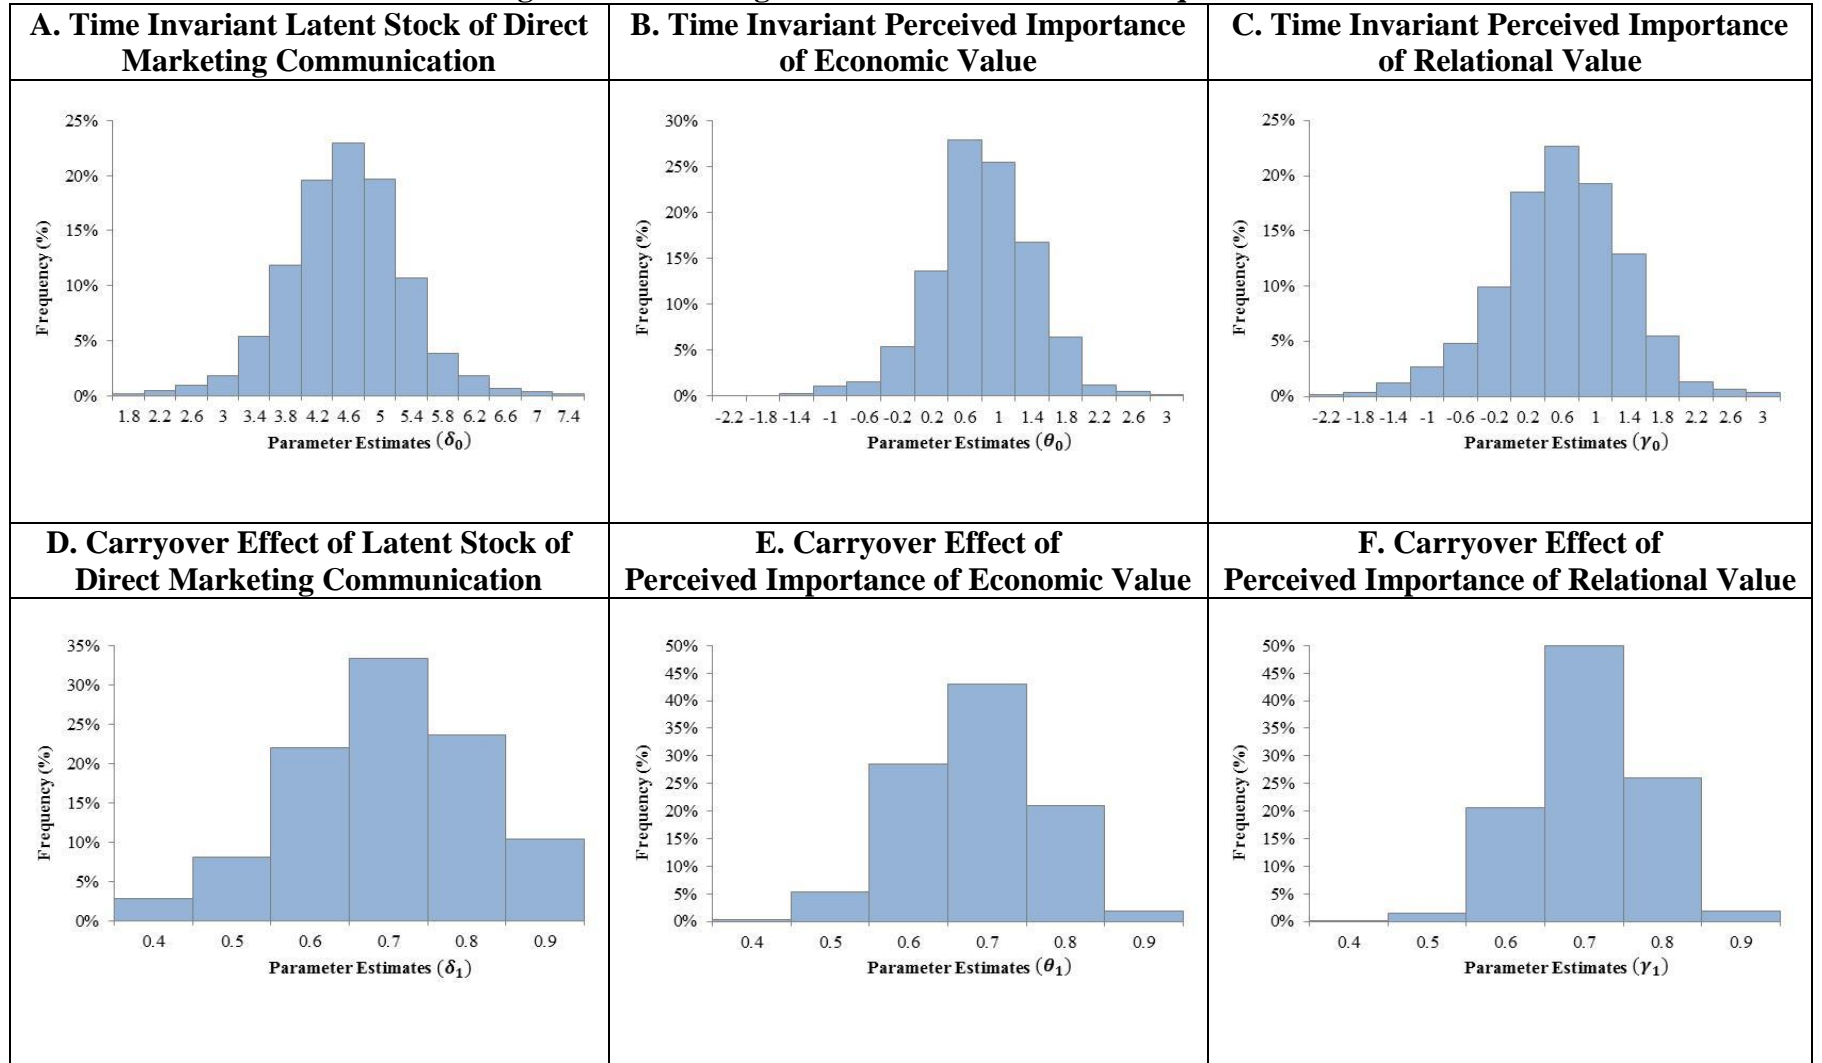 A. Time Invariant Latent Stock of Direct
Marketing Communication
B. Time Invariant Perceived Importance
of Economic Value
C. Time Invariant Perceived Importance
of Relational Value
25%
20%
15%
10%
5%
0%
Frequency (%)
1.8 2.2 2.6 3 3.4 3.8 4.2 4.6 5 5.4 5.8 6.2 6.6 7 7.4
Parameter Estimates (δ₀)
30%
25%
20%
15%
10%
5%
0%
Frequency (%)
-2.2 -1.8 -1.4 -1 -0.6 -0.2 0.2 0.6 1 1.4 1.8 2.2 2.6 3
Parameter Estimates (θ₀)
25%
20%
15%
10%
5%
0%
Frequency (%)
-2.2 -1.8 -1.4 -1 -0.6 -0.2 0.2 0.6 1 1.4 1.8 2.2 2.6 3
Parameter Estimates (γ₀)
D. Carryover Effect of Latent Stock of
Direct Marketing Communication
E. Carryover Effect of
Perceived Importance of Economic Value
F. Carryover Effect of
Perceived Importance of Relational Value
35%
30%
25%
20%
15%
10%
5%
0%
Frequency (%)
0.4 0.5 0.6 0.7 0.8 0.9
Parameter Estimates (δ₁)
50%
45%
40%
35%
30%
25%
20%
15%
10%
5%
0%
Frequency (%)
0.4 0.5 0.6 0.7 0.8 0.9
Parameter Estimates (θ₁)
50%
45%
40%
35%
30%
25%
20%
15%
10%
5%
0%
Frequency (%)
0.4 0.5 0.6 0.7 0.8 0.9
Parameter Estimates (γ₁)